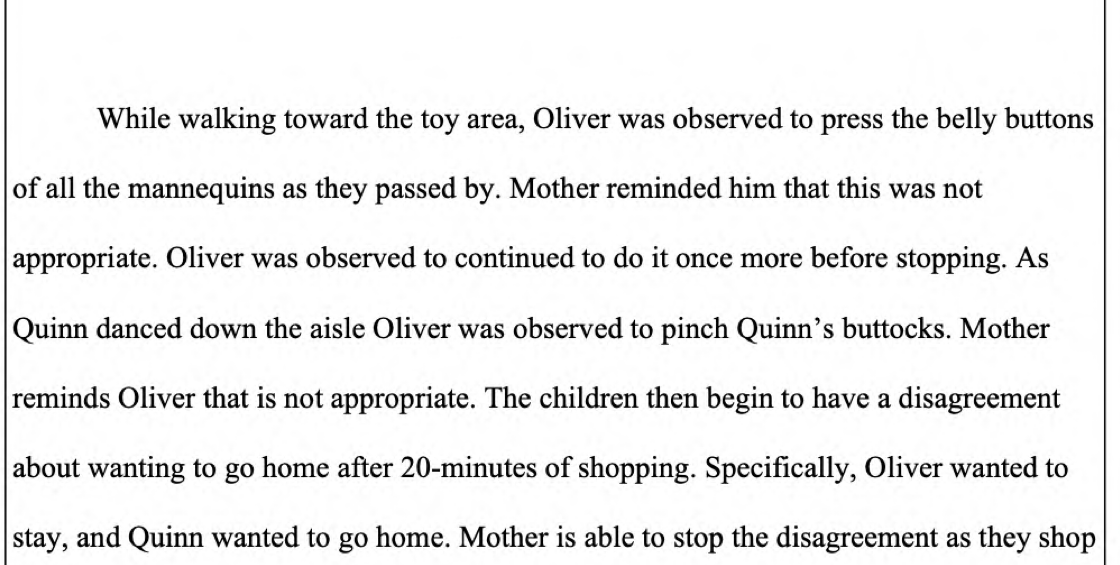 While walking toward the toy area, Oliver was observed to press the belly buttons
of all the mannequins as they passed by. Mother reminded him that this was not
appropriate. Oliver was observed to continued to do it once more before stopping. As
Quinn danced down the aisle Oliver was observed to pinch Quinn’s buttocks. Mother
reminds Oliver that is not appropriate. The children then begin to have a disagreement
about wanting to go home after 20-minutes of shopping. Specifically, Oliver wanted to
stay, and Quinn wanted to go home. Mother is able to stop the disagreement as they shop